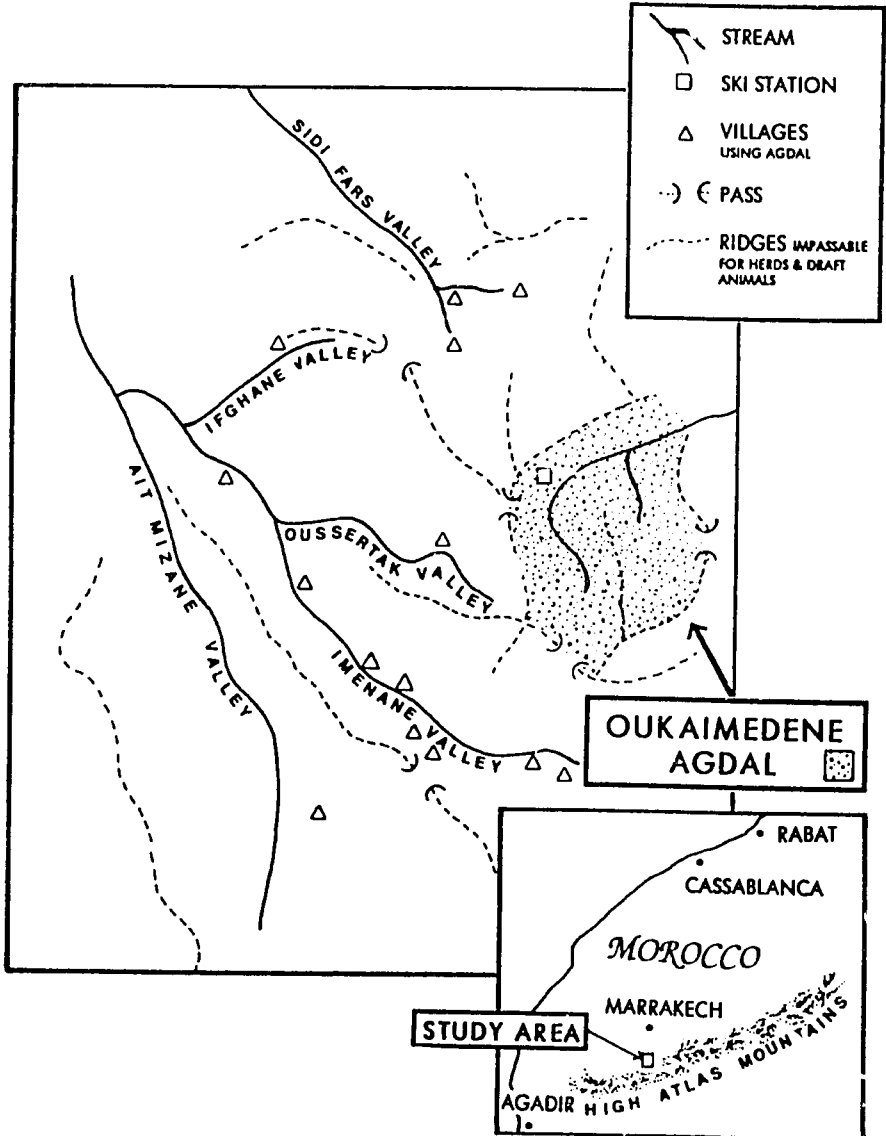 STREAM
SKI STATION
VILLAGES
USING AGDAL
PASS
RIDGES IMPASSABLE
FOR HERDS & DRAFT
ANIMALS
SIDI FARS VALLEY
IFGHANE VALLEY
AIT MIZANE VALLEY
OUSSERTAK VALLEY
IMENANE VALLEY
OUKAIMEDENE
AGDAL
RABAT
CASSABLANCA
MOROCCO
MARRAKECH
STUDY AREA
HIGH ATLAS MOUNTAINS
AGADIR